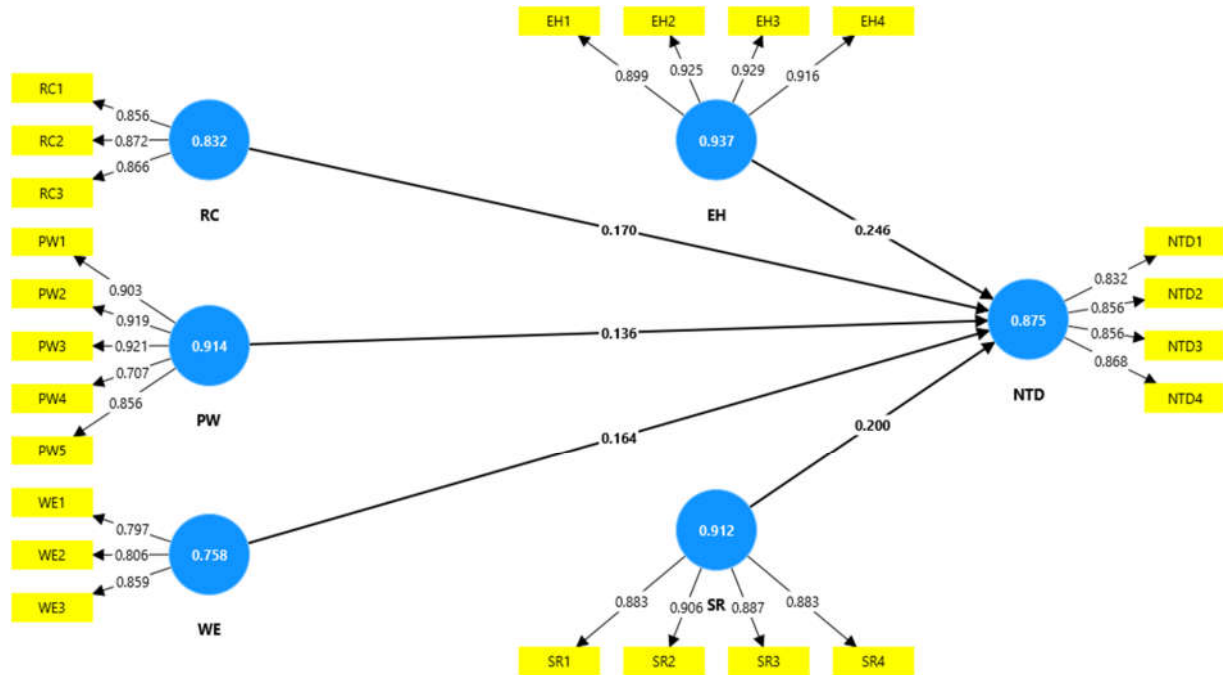 EH1
EH2
EH3
EH4
0.899
0.925
0.929
0.916
0.937
EH
RC1
RC2
RC3
0.856
0.872
0.866
0.832
RC
0.170
0.246
PW1
PW2
PW3
PW4
PW5
0.903
0.919
0.921
0.707
0.856
0.914
PW
0.136
NTD1
NTD2
NTD3
NTD4
0.832
0.856
0.856
0.868
0.875
NTD
WE1
WE2
WE3
0.797
0.806
0.859
0.758
WE
0.164
0.200
0.912
SR
0.883
0.906
0.887
0.883
SR1
SR2
SR3
SR4